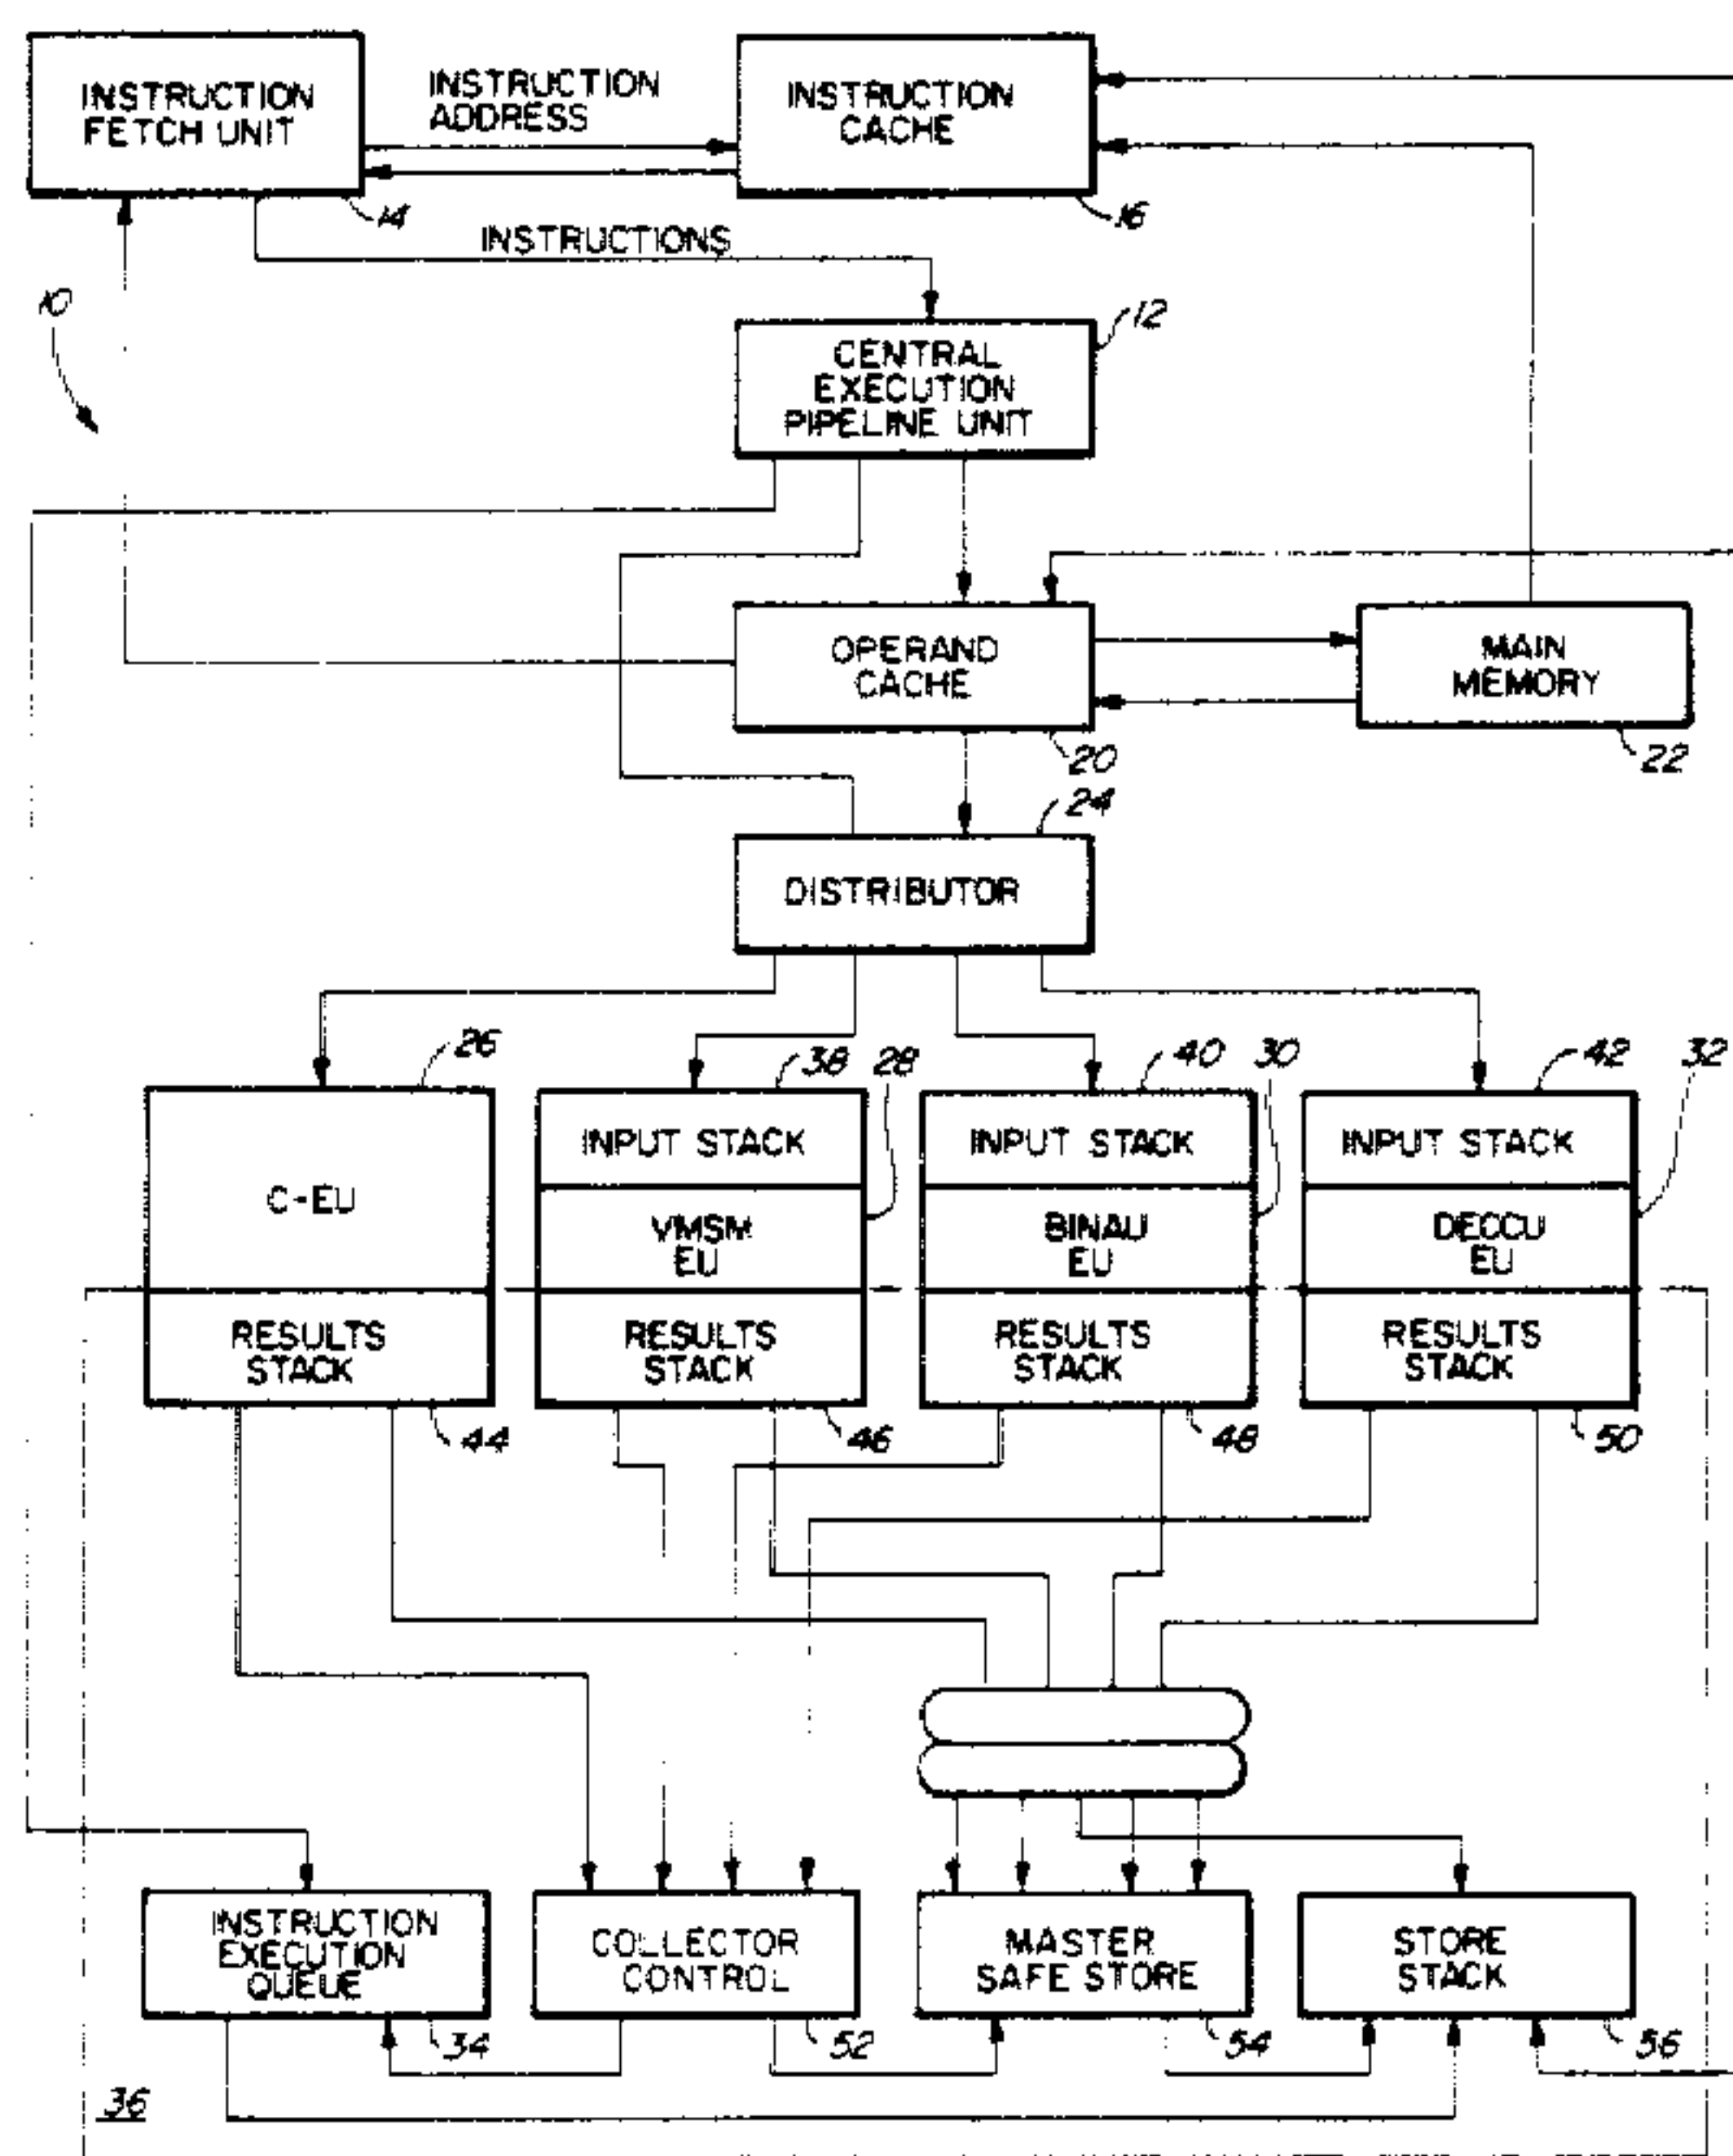 INSTRUCTION
FETCH UNIT
INSTRUCTION
ADDRESS
INSTRUCTION
CACHE
14
16
INSTRUCTIONS
10
12
CENTRAL
EXECUTION
PIPELINE UNIT
OPERAND
CACHE
MAIN
MEMORY
20
22
24
DISTRIBUTOR
26
38
28
40
30
42
32
C-EU
INPUT STACK
VMSM
EU
INPUT STACK
BINAU
EU
INPUT STACK
DECCU
EU
RESULTS
STACK
RESULTS
STACK
RESULTS
STACK
RESULTS
STACK
44
46
48
50
INSTRUCTION
EXECUTION
QUEUE
COLLECTOR
CONTROL
MASTER
SAFE STORE
STORE
STACK
34
52
54
56
36